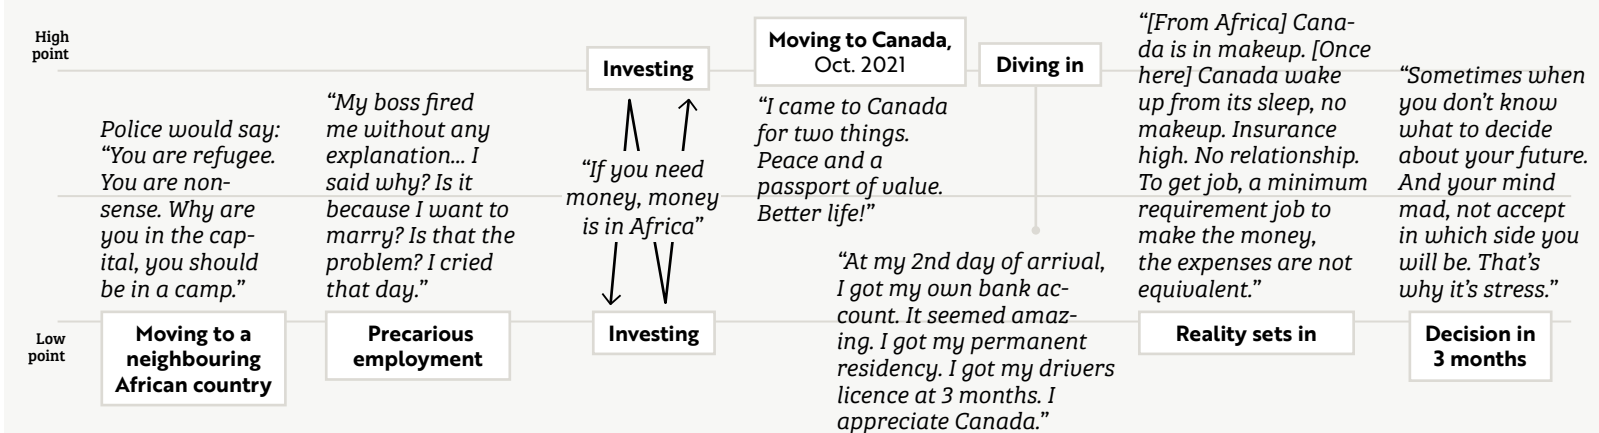 High
point
Low
point
Police would say:
“You are refugee.
You are non-
sense. Why are
you in the cap-
ital, you should
be in a camp.”
Moving to a
neighbouring
African country
“My boss fired
me without any
explanation... I
said why? Is it
because I want to
marry? Is that the
problem? I cried
that day.”
Precarious
employment
Investing
“If you need
money, money
is in Africa”
Investing
Moving to Canada,
Oct. 2021
“I came to Canada
for two things.
Peace and a
passport of value.
Better life!”
Diving in
“At my 2nd day of arrival,
I got my own bank ac-
count. It seemed amaz-
ing. I got my permanent
residency. I got my drivers
licence at 3 months. I
appreciate Canada.”
“[From Africa] Cana-
da is in makeup. [Once
here] Canada wake
up from its sleep, no
makeup. Insurance
high. No relationship.
To get job, a minimum
requirement job to
make the money,
the expenses are not
equivalent.”
Reality sets in
“Sometimes when
you don’t know
what to decide
about your future.
And your mind
mad, not accept
in which side you
will be. That’s
why it’s stress.”
Decision in
3 months